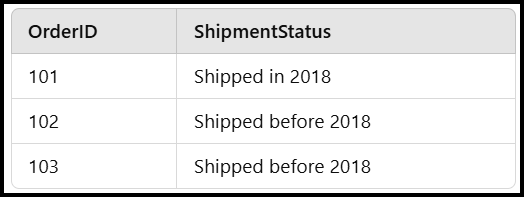 OrderID ShipmentStatus
101 Shipped in 2018
102 Shipped before 2018
103 Shipped before 2018